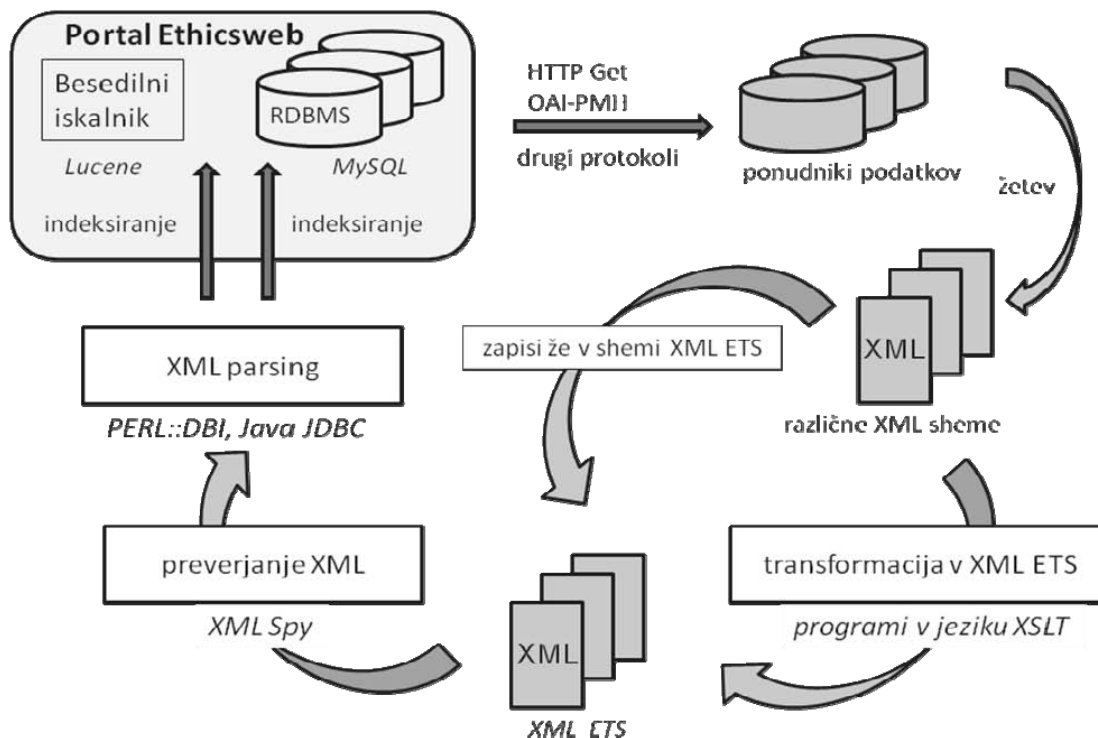 Portal Ethicsweb
Besedilni
iskalnik
RDBMS
Lucene
MySQL
indeksiranje
indeksiranje
HTTP Get
OAI-PMH
drugi protokoli
ponudniki podatkov
žetev
XML
različne XML sheme
zapisi že v shemi XML ETS
XML parsing
PERL::DBI, Java JDBC
preverjanje XML
XML Spy
transformacija v XML ETS
programi v jeziku XSLT
XML
XML ETS